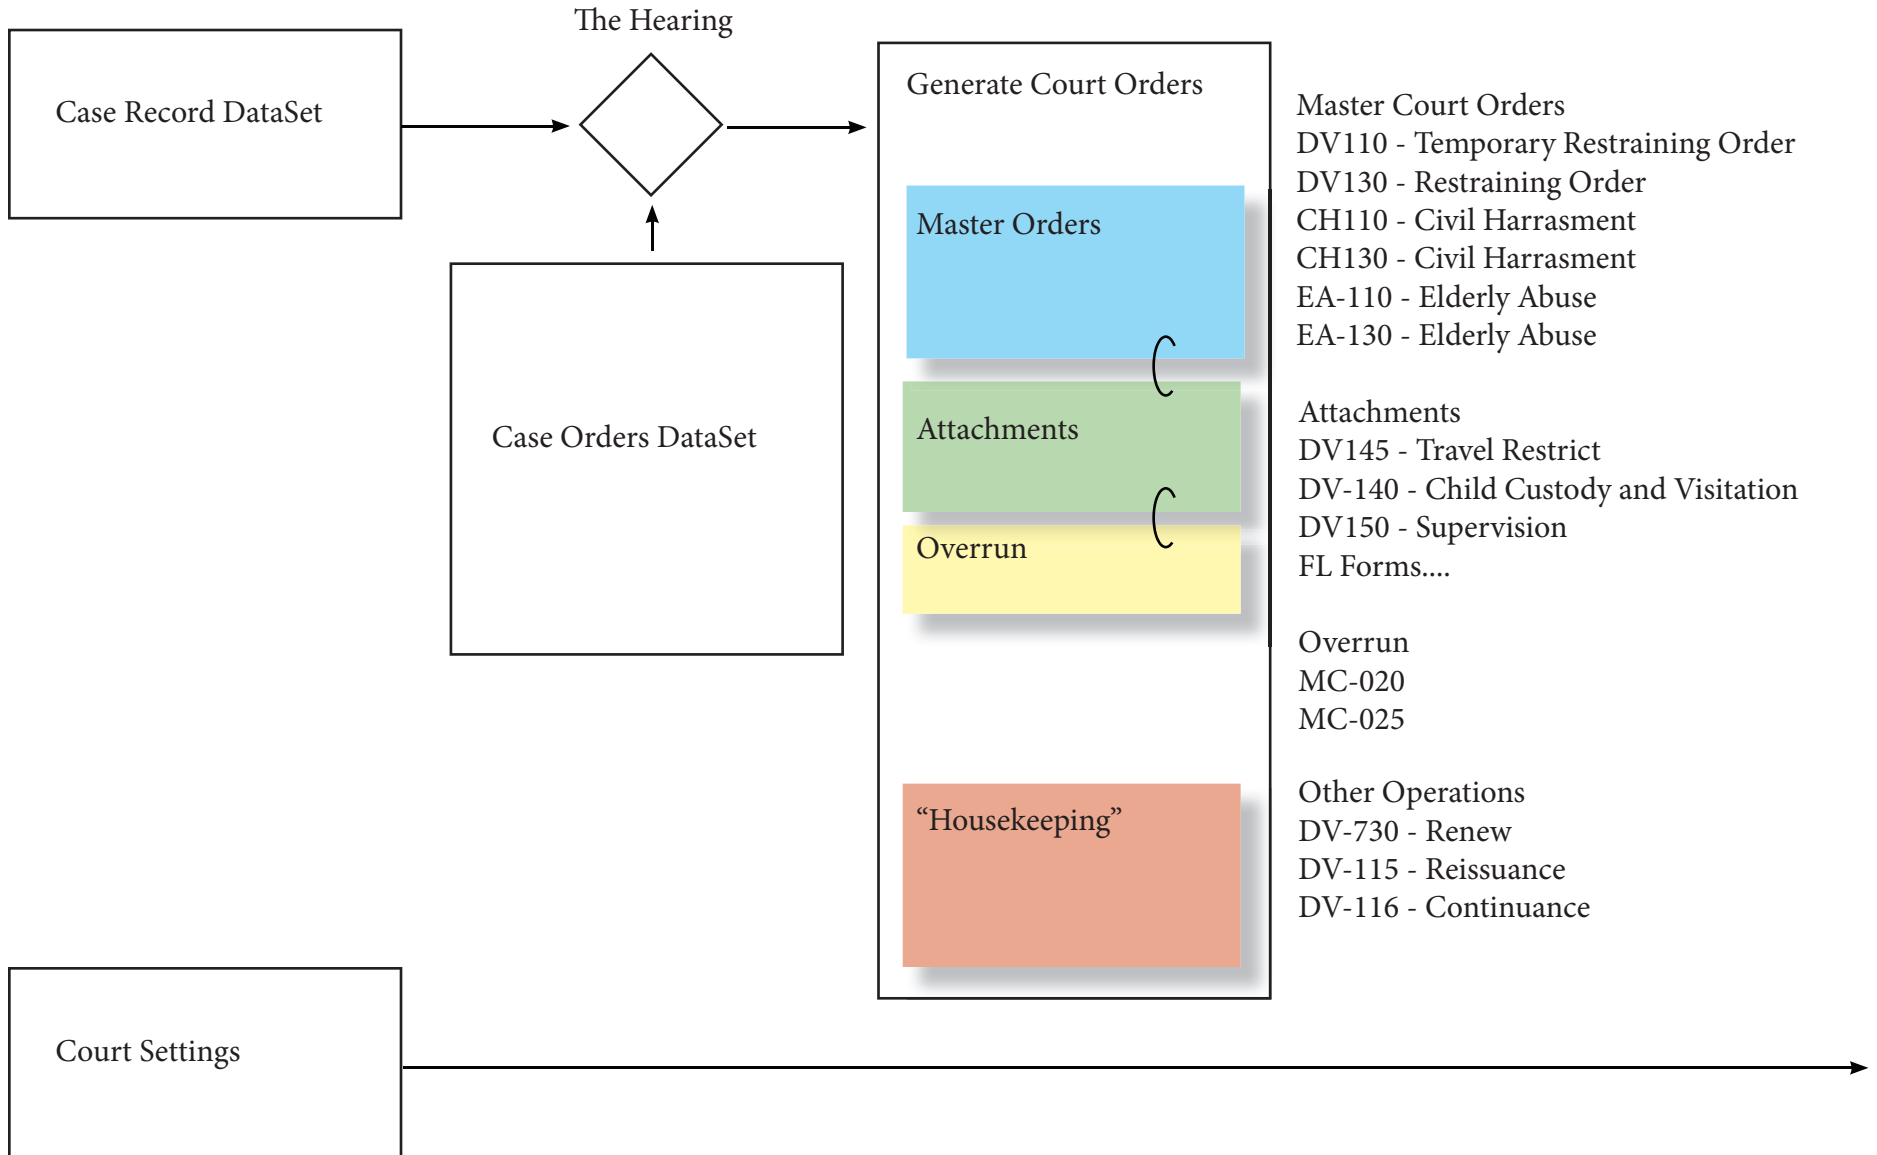 The Hearing
Case Record DataSet
Case Orders DataSet
Generate Court Orders
Master Orders
Attachments
Overrun
“Housekeeping”
Master Court Orders
DV110 - Temporary Restraining Order
DV130 - Restraining Order
CH110 - Civil Harrasment
CH130 - Civil Harrasment
EA-110 - Elderly Abuse
EA-130 - Elderly Abuse
Attachments
DV145 - Travel Restrict
DV-140 - Child Custody and Visitation
DV150 - Supervision
FL Forms....
Overrun
MC-020
MC-025
Other Operations
DV-730 - Renew
DV-115 - Reissuance
DV-116 - Continuance
Court Settings